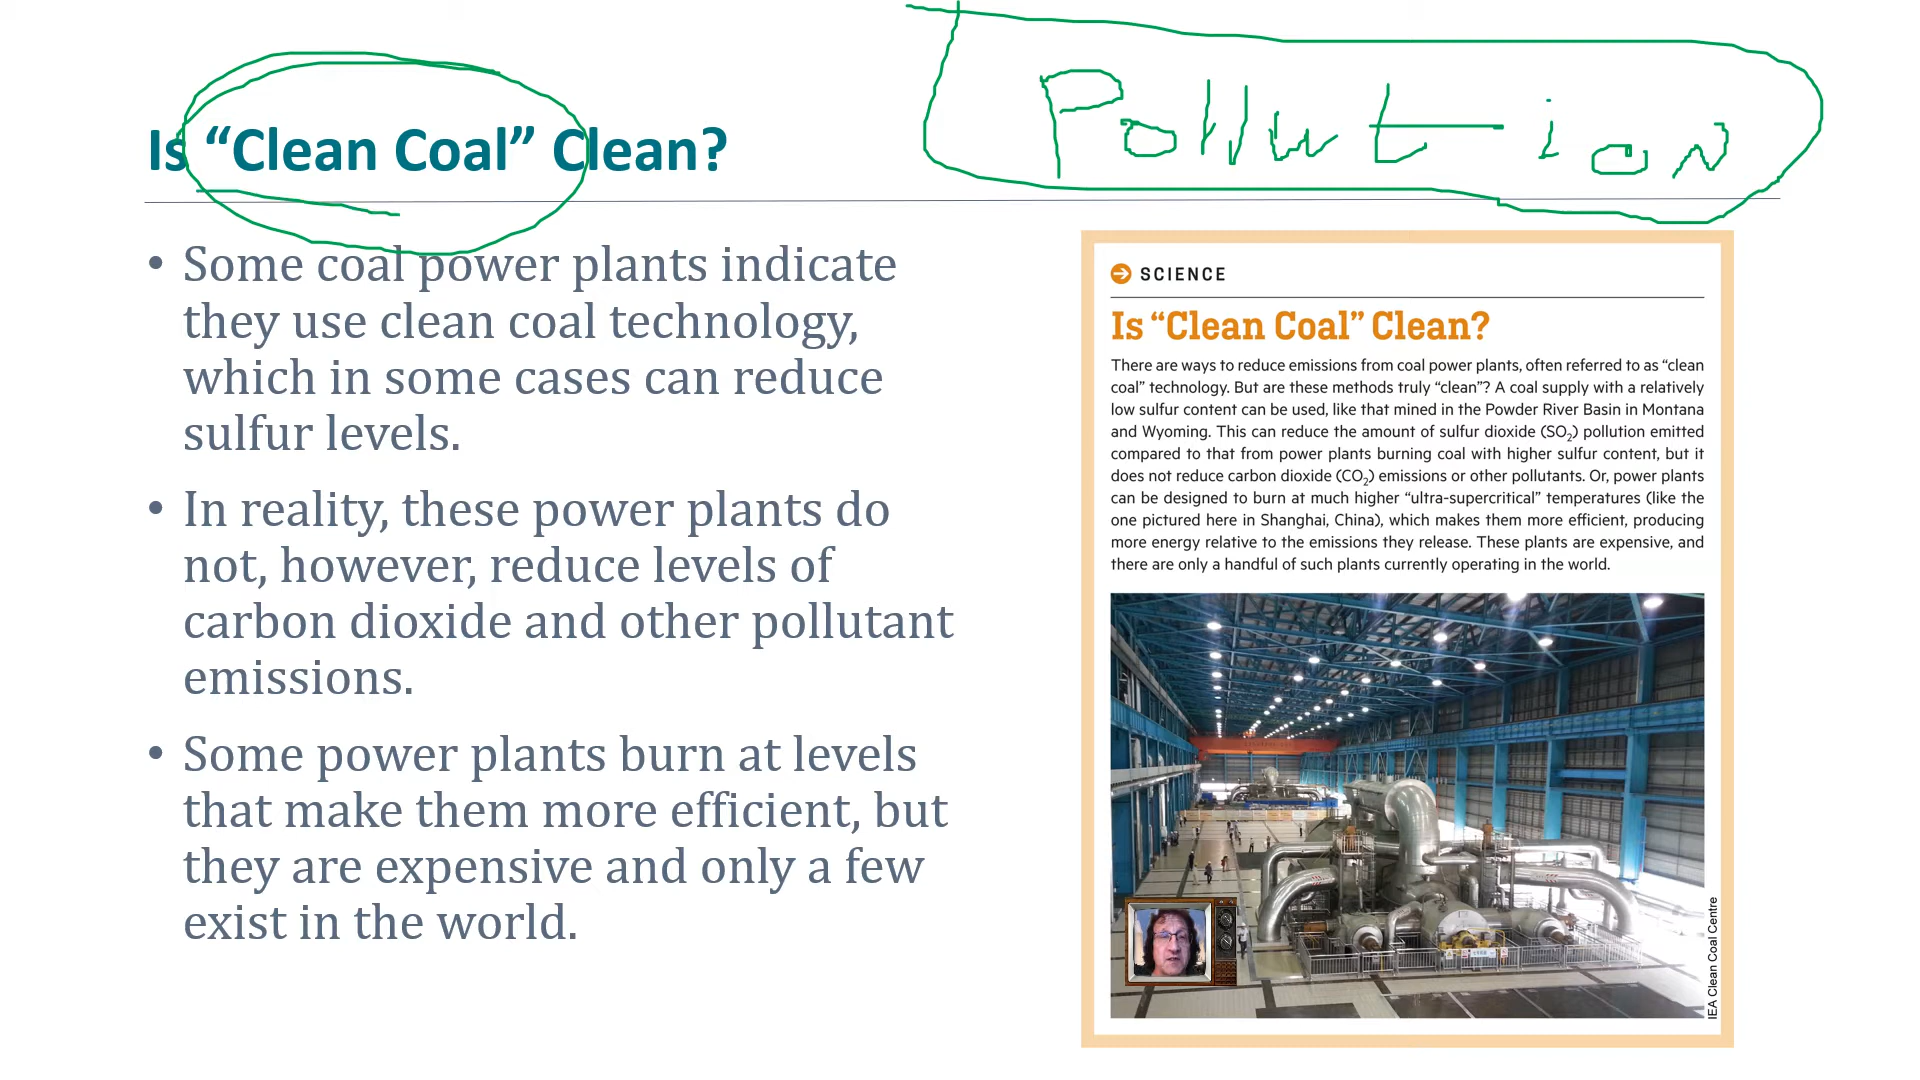 Pollution
Is “Clean Coal” Clean?
• Some coal power plants indicate
they use clean coal technology,
which in some cases can reduce
sulfur levels.
• In reality, these power plants do
not, however, reduce levels of
carbon dioxide and other pollutant
emissions.
• Some power plants burn at levels
that make them more efficient, but
they are expensive and only a few
exist in the world.
SCIENCE
Is “Clean Coal” Clean?
There are ways to reduce emissions from coal power plants, often referred to as “clean
coal” technology. But are these methods truly “clean”? A coal supply with a relatively
low sulfur content can be used, like that mined in the Powder River Basin in Montana
and Wyoming. This can reduce the amount of sulfur dioxide (SO₂) pollution emitted
compared to that from power plants burning coal with higher sulfur content, but it
does not reduce carbon dioxide (CO₂) emissions or other pollutants. Or, power plants
can be designed to burn at much higher “ultra-supercritical” temperatures (like the
one pictured here in Shanghai, China), which makes them more efficient, producing
more energy relative to the emissions they release. These plants are expensive, and
there are only a handful of such plants currently operating in the world.
IEA Clean Coal Centre